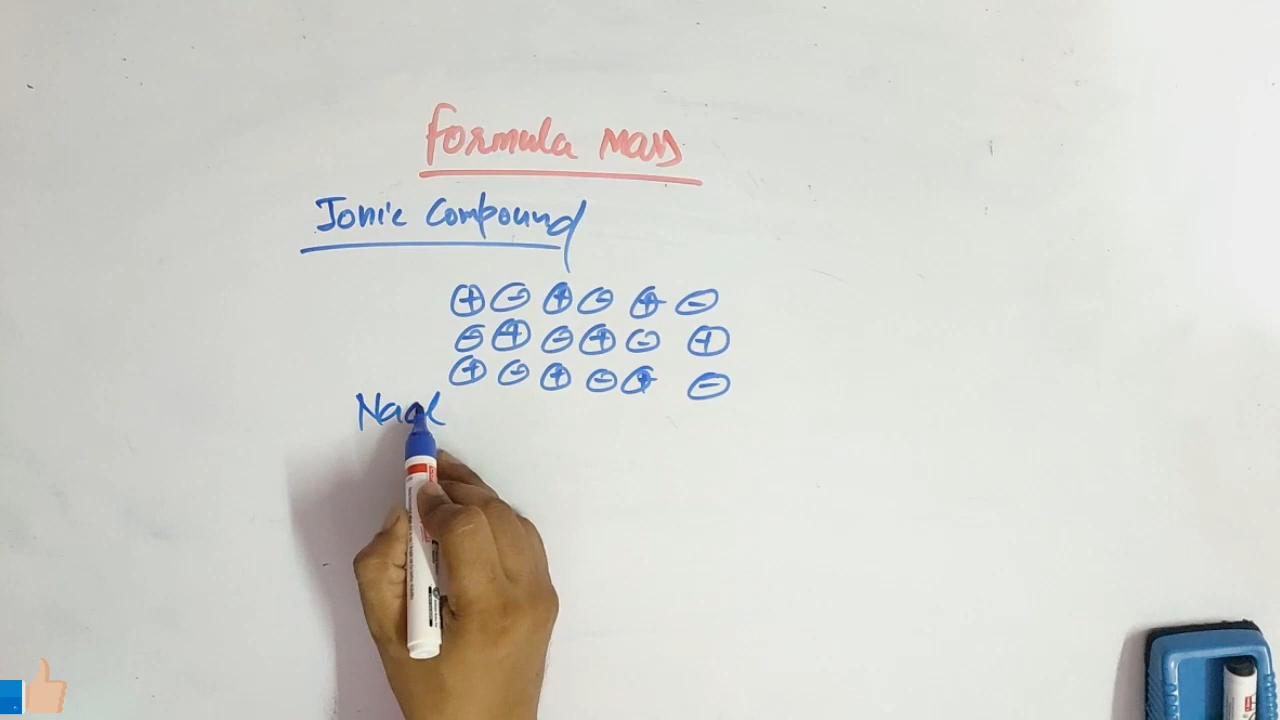 Formula Mass
Ionic Compound
+ - + - + -
- + - + - +
+ - + - + -
NaCl